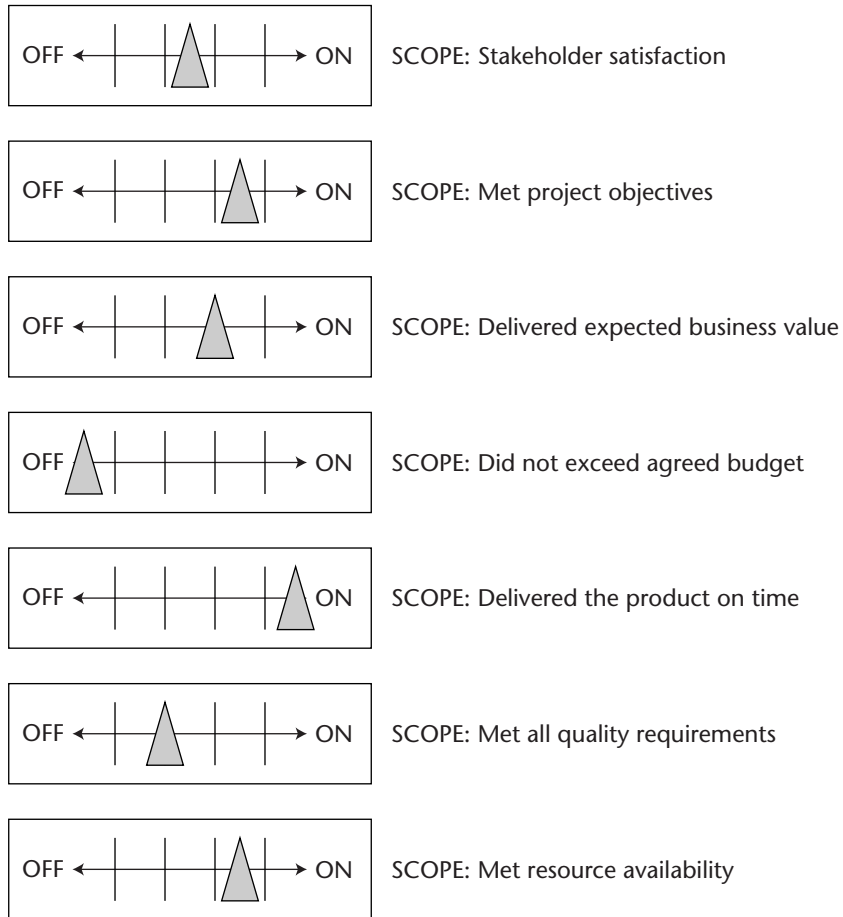 OFF ON SCOPE: Stakeholder satisfaction
OFF ON SCOPE: Met project objectives
OFF ON SCOPE: Delivered expected business value
OFF ON SCOPE: Did not exceed agreed budget
OFF ON SCOPE: Delivered the product on time
OFF ON SCOPE: Met all quality requirements
OFF ON SCOPE: Met resource availability